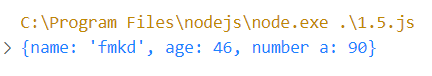 C:\Program Files\nodejs\node.exe .\1.5.js
> {name: 'fmkd', age: 46, number a: 90}